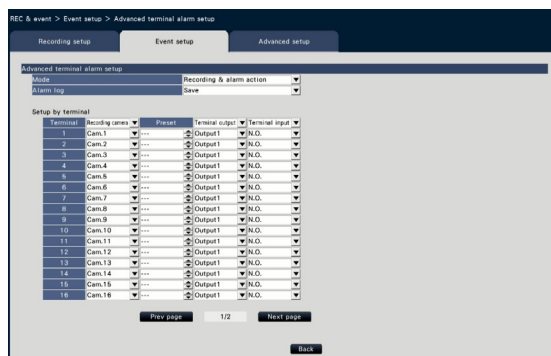 REC & event > Event setup > Advanced terminal alarm setup
Recording setup Event setup Advanced setup
Advanced terminal alarm setup
Mode Recording & alarm action
Alarm log Save
Setup by terminal
Terminal Recording camera Preset Terminal output Terminal input
1 Cam.1 --- Output1 N.O.
2 Cam.2 --- Output1 N.O.
3 Cam.3 --- Output1 N.O.
4 Cam.4 --- Output1 N.O.
5 Cam.5 --- Output1 N.O.
6 Cam.6 --- Output1 N.O.
7 Cam.7 --- Output1 N.O.
8 Cam.8 --- Output1 N.O.
9 Cam.9 --- Output1 N.O.
10 Cam.10 --- Output1 N.O.
11 Cam.11 --- Output1 N.O.
12 Cam.12 --- Output1 N.O.
13 Cam.13 --- Output1 N.O.
14 Cam.14 --- Output1 N.O.
15 Cam.15 --- Output1 N.O.
16 Cam.16 --- Output1 N.O.
Prev page 1/2 Next page
Back